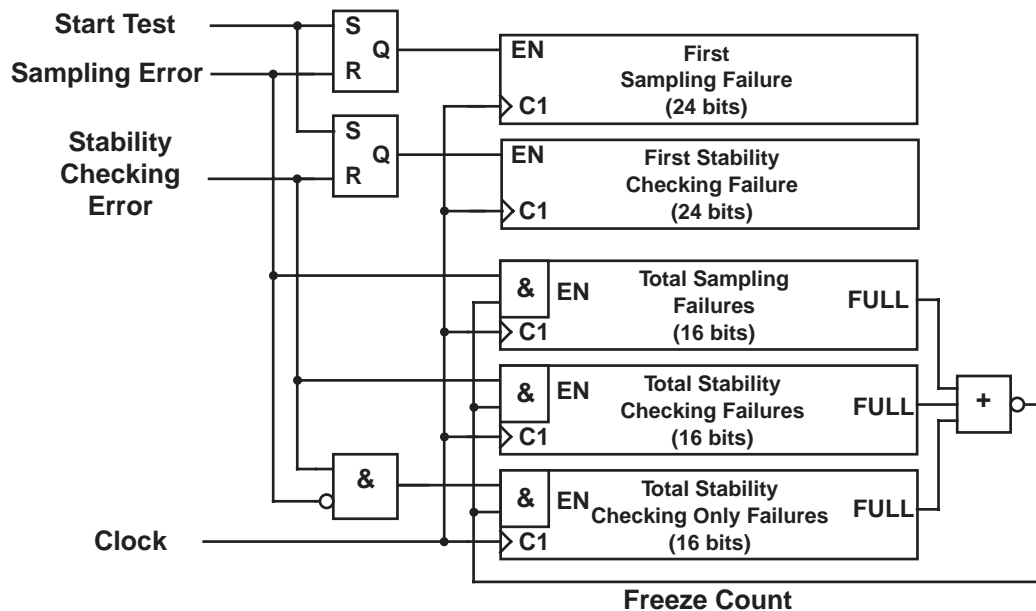 Start Test
Sampling Error
Stability
Checking
Error
Clock
S
Q
R
S
Q
R
EN
First
Sampling Failure
(24 bits)
C1
EN
First Stability
Checking Failure
(24 bits)
C1
&
EN
Total Sampling
Failures
(16 bits)
FULL
C1
&
EN
Total Stability
Checking Failures
(16 bits)
FULL
C1
+
&
&
EN
Total Stability
Checking Only Failures
(16 bits)
FULL
C1
Freeze Count